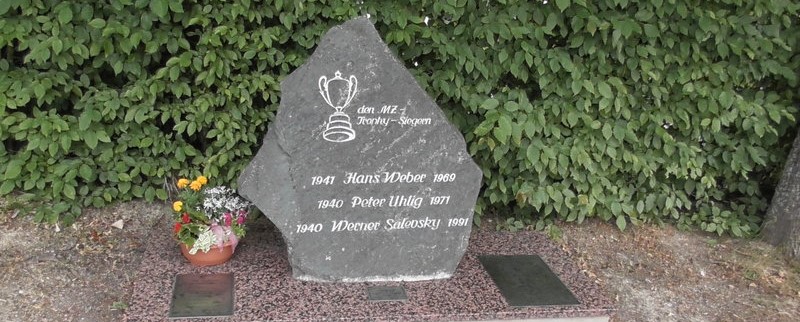 den MZ-
Trophy-Siegern
1941 Hans Weber 1969
1940 Peter Uhlig 1971
1940 Werner Salevsky 1991